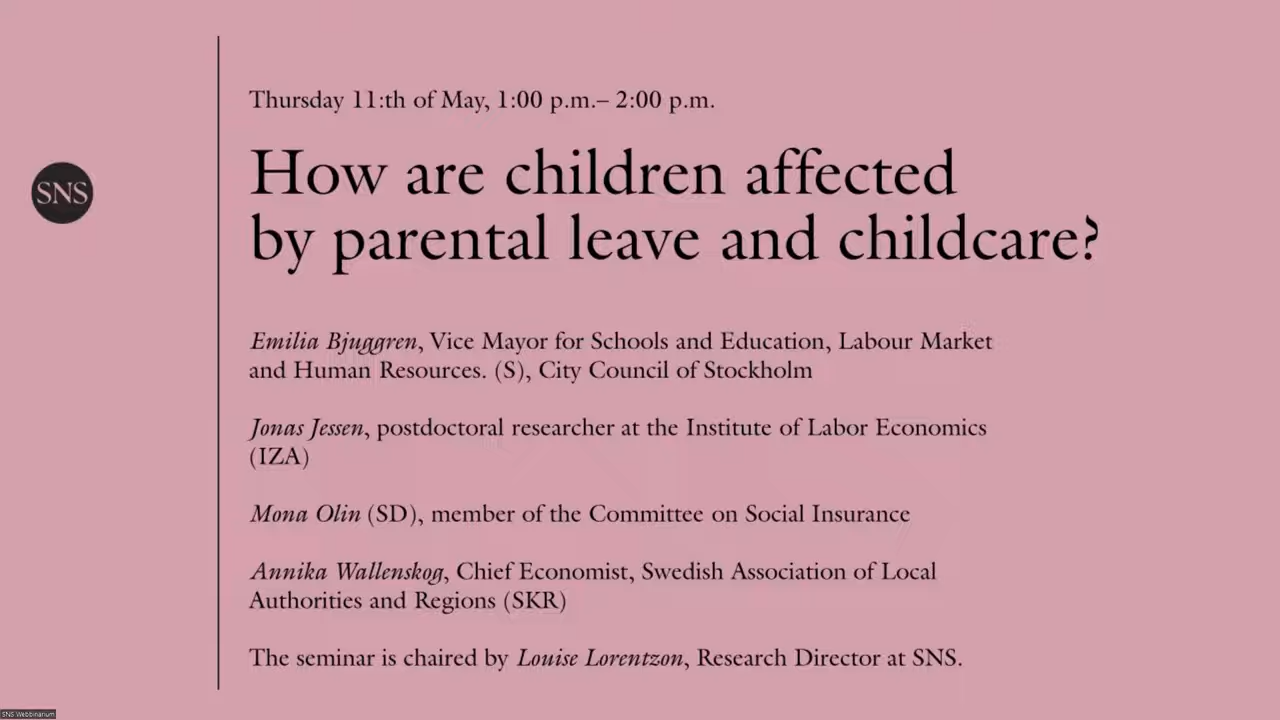 Thursday 11:th of May, 1:00 p.m.– 2:00 p.m.
How are children affected
by parental leave and childcare?
SNS
Emilia Bjuggren, Vice Mayor for Schools and Education, Labour Market
and Human Resources. (S), City Council of Stockholm
Jonas Jessen, postdoctoral researcher at the Institute of Labor Economics
(IZA)
Mona Olin (SD), member of the Committee on Social Insurance
Annika Wallenskog, Chief Economist, Swedish Association of Local
Authorities and Regions (SKR)
The seminar is chaired by Louise Lorentzon, Research Director at SNS.
SNS Webbinarium